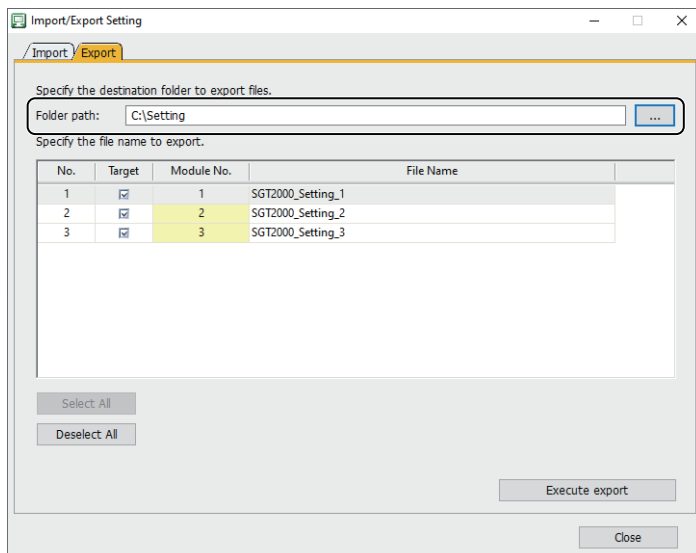 Import/Export Setting
Import Export
Specify the destination folder to export files.
Folder path: C:\Setting ...
Specify the file name to export.
No. Target Module No. File Name
1 1 SGT2000_Setting_1
2 2 SGT2000_Setting_2
3 3 SGT2000_Setting_3
Select All
Deselect All
Execute export
Close